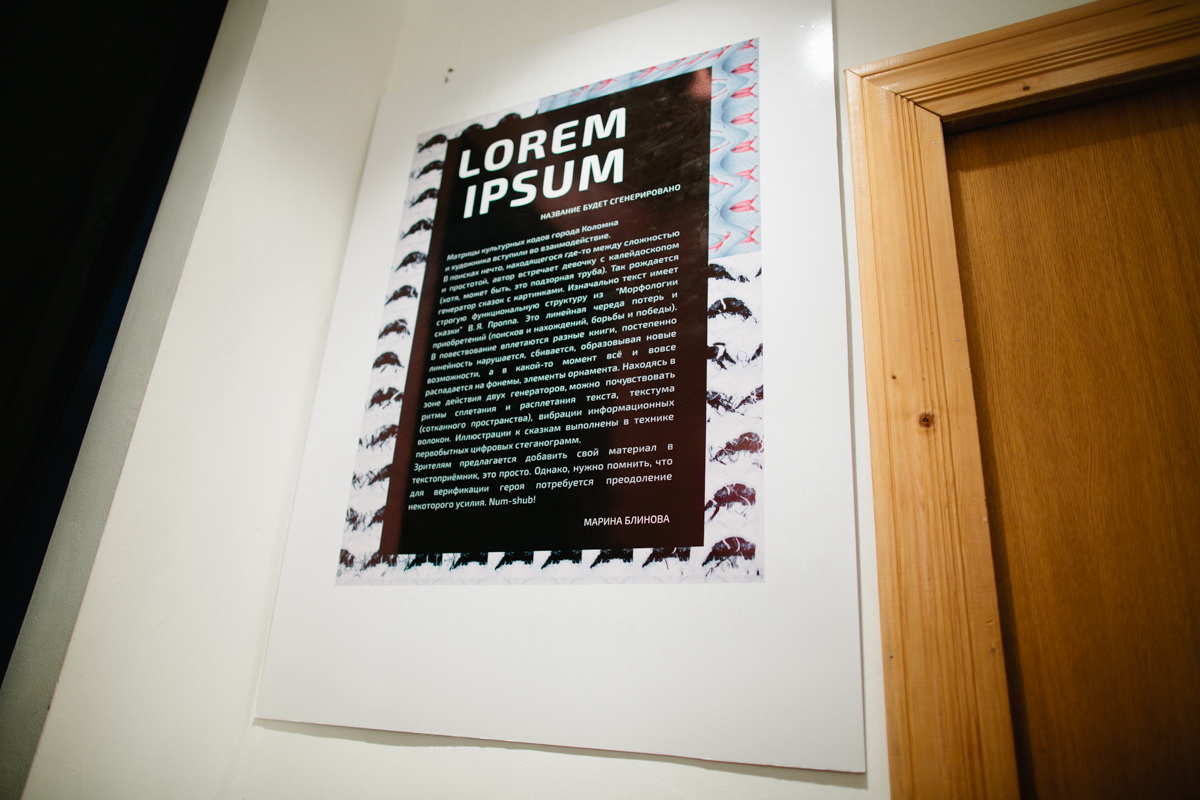 LOREM
IPSUM
НАЗВАНИЕ БУДЕТ СГЕНЕРИРОВАНО
Матрицы культурных кодов города Коломна
и художника вступили во взаимодействие.
В поисках нечто, находящегося где-то между сложностью
и простотой, автор встречает девочку с калейдоскопом
(хотя, может быть, это подзорная труба). Так рождается
генератор сказок с картинками. Изначально текст имеет
строгую функциональную структуру из "Морфологии
сказки" В.Я. Проппа. Это линейная череда потерь и
приобретений (поисков и нахождений, борьбы и победы).
В повествование вплетаются разные книги, постепенно
линейность нарушается, сбивается, образовывая новые
возможности, а в какой-то момент всё и вовсе
распадается на фонемы, элементы орнамента. Находясь в
зоне действия двух генераторов, можно почувствовать
ритмы сплетания и расплетания текста, текстума
(сотканного пространства), вибрации информационных
волокон. Иллюстрации к сказкам выполнены в технике
первобытных цифровых стеганограмм.
Зрителям предлагается добавить свой материал в
текстоприёмник, это просто. Однако, нужно помнить, что
для верификации героя потребуется преодоление
некоторого усилия. Num-shub!
МАРИНА БЛИНОВА